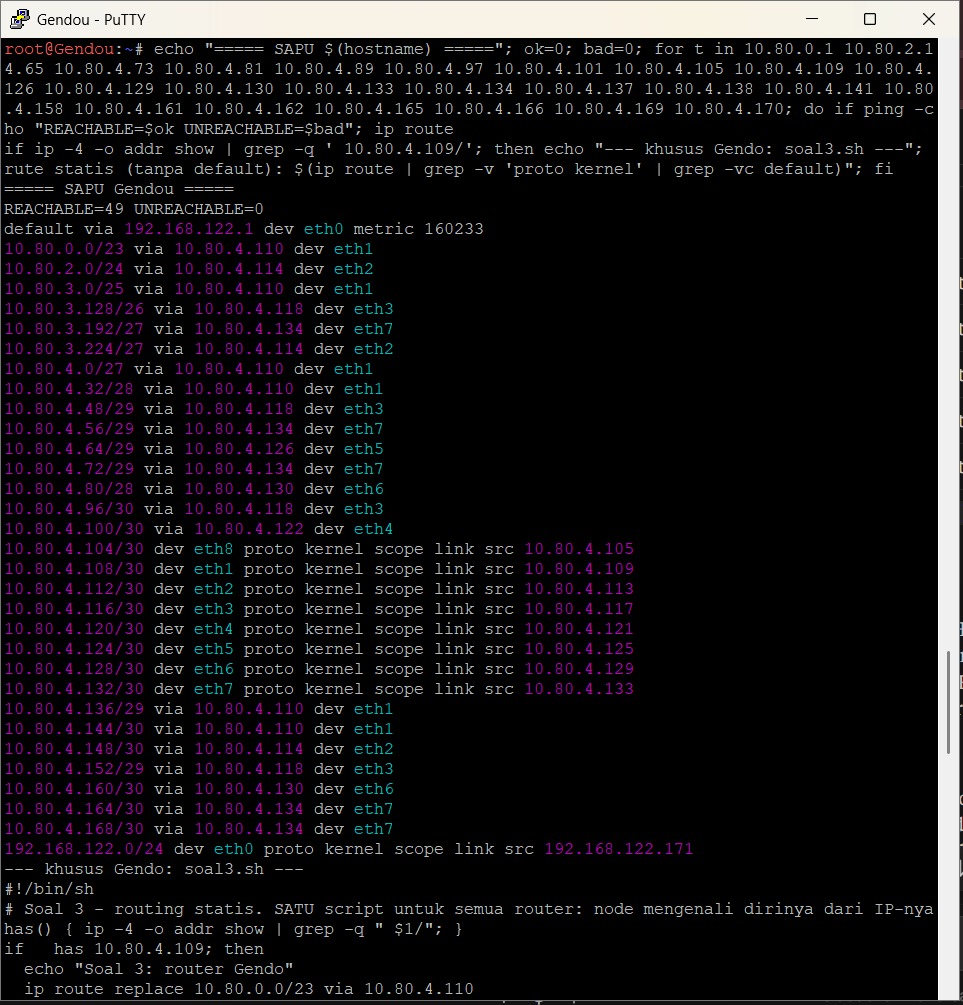 Gendou - PuTTY
root@Gendou:~# echo "===== SAPU $(hostname) ====="; ok=0; bad=0; for t in 10.80.0.1 10.80.2.1
4.65 10.80.4.73 10.80.4.81 10.80.4.89 10.80.4.97 10.80.4.101 10.80.4.105 10.80.4.109 10.80.4.
126 10.80.4.129 10.80.4.130 10.80.4.133 10.80.4.134 10.80.4.137 10.80.4.138 10.80.4.141 10.80
.4.158 10.80.4.161 10.80.4.162 10.80.4.165 10.80.4.166 10.80.4.169 10.80.4.170; do if ping -c
ho "REACHABLE=$ok UNREACHABLE=$bad"; ip route
if ip -4 -o addr show | grep -q ' 10.80.4.109/'; then echo "--- khusus Gendo: soal3.sh ---";
rute statis (tanpa default): $(ip route | grep -v 'proto kernel' | grep -vc default)"; fi
===== SAPU Gendou =====
REACHABLE=49 UNREACHABLE=0
default via 192.168.122.1 dev eth0 metric 160233
10.80.0.0/23 via 10.80.4.110 dev eth1
10.80.2.0/24 via 10.80.4.114 dev eth2
10.80.3.0/25 via 10.80.4.110 dev eth1
10.80.3.128/26 via 10.80.4.118 dev eth3
10.80.3.192/27 via 10.80.4.134 dev eth7
10.80.3.224/27 via 10.80.4.114 dev eth2
10.80.4.0/27 via 10.80.4.110 dev eth1
10.80.4.32/28 via 10.80.4.110 dev eth1
10.80.4.48/29 via 10.80.4.118 dev eth3
10.80.4.56/29 via 10.80.4.134 dev eth7
10.80.4.64/29 via 10.80.4.126 dev eth5
10.80.4.72/29 via 10.80.4.134 dev eth7
10.80.4.80/28 via 10.80.4.130 dev eth6
10.80.4.96/30 via 10.80.4.118 dev eth3
10.80.4.100/30 via 10.80.4.122 dev eth4
10.80.4.104/30 dev eth8 proto kernel scope link src 10.80.4.105
10.80.4.108/30 dev eth1 proto kernel scope link src 10.80.4.109
10.80.4.112/30 dev eth2 proto kernel scope link src 10.80.4.113
10.80.4.116/30 dev eth3 proto kernel scope link src 10.80.4.117
10.80.4.120/30 dev eth4 proto kernel scope link src 10.80.4.121
10.80.4.124/30 dev eth5 proto kernel scope link src 10.80.4.125
10.80.4.128/30 dev eth6 proto kernel scope link src 10.80.4.129
10.80.4.132/30 dev eth7 proto kernel scope link src 10.80.4.133
10.80.4.136/29 via 10.80.4.110 dev eth1
10.80.4.144/30 via 10.80.4.110 dev eth1
10.80.4.148/30 via 10.80.4.114 dev eth2
10.80.4.152/29 via 10.80.4.118 dev eth3
10.80.4.160/30 via 10.80.4.130 dev eth6
10.80.4.164/30 via 10.80.4.134 dev eth7
10.80.4.168/30 via 10.80.4.134 dev eth7
192.168.122.0/24 dev eth0 proto kernel scope link src 192.168.122.171
--- khusus Gendo: soal3.sh ---
#!/bin/sh
# Soal 3 - routing statis. SATU script untuk semua router: node mengenali dirinya dari IP-nya
has() { ip -4 -o addr show | grep -q " $1/"; }
if   has 10.80.4.109; then
  echo "Soal 3: router Gendo"
  ip route replace 10.80.0.0/23 via 10.80.4.110